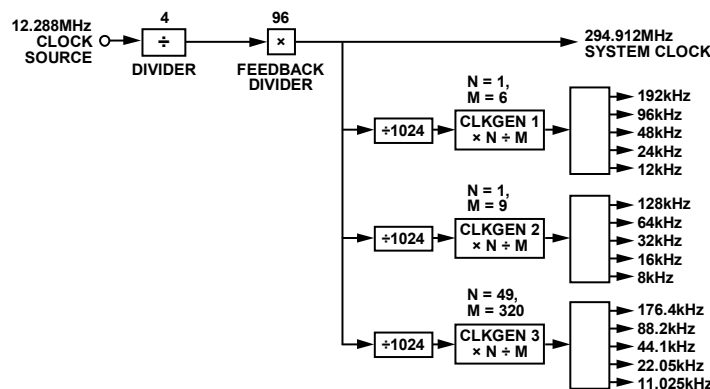 12.288MHz
CLOCK
SOURCE
4
÷
DIVIDER
96
×
FEEDBACK
DIVIDER
294.912MHz
SYSTEM CLOCK
N = 1,
M = 6
÷1024
CLKGEN 1
× N ÷ M
192kHz
96kHz
48kHz
24kHz
12kHz
N = 1,
M = 9
÷1024
CLKGEN 2
× N ÷ M
128kHz
64kHz
32kHz
16kHz
8kHz
N = 49,
M = 320
÷1024
CLKGEN 3
× N ÷ M
176.4kHz
88.2kHz
44.1kHz
22.05kHz
11.025kHz